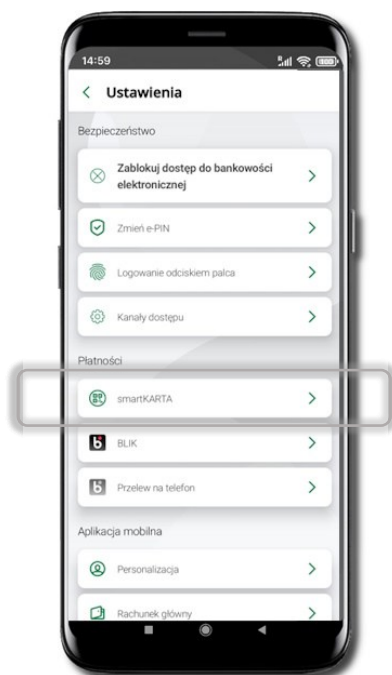 14:59
Ustawienia
Bezpieczeństwo
Zablokuj dostęp do bankowości
elektronicznej
Zmień e-PIN
Logowanie odciskiem palca
Kanały dostępu
Płatności
smartKARTA
BLIK
Przelew na telefon
Aplikacja mobilna
Personalizacja
Rachunek główny